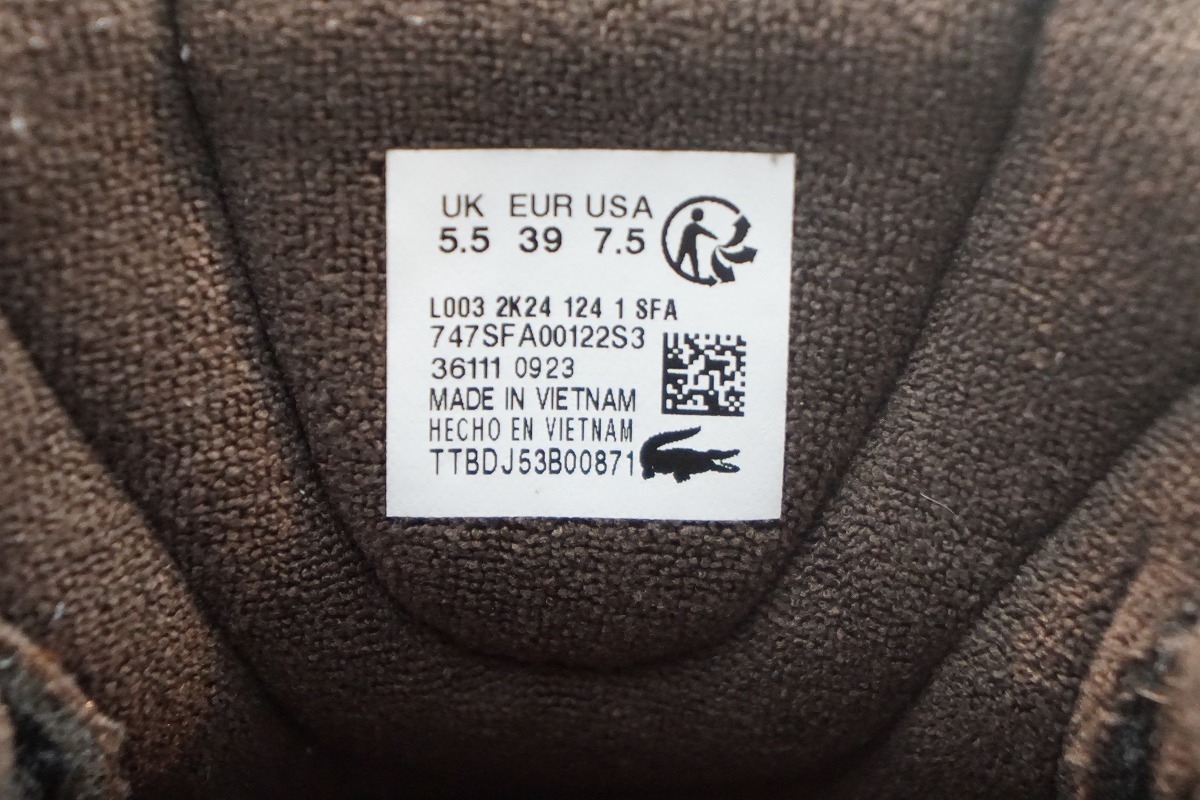 UK EUR USA
5.5 39 7.5
L003 2K24 124 1 SFA
747SFA00122S3
36111 0923
MADE IN VIETNAM
HECHO EN VIETNAM
TTBDJ53B00871